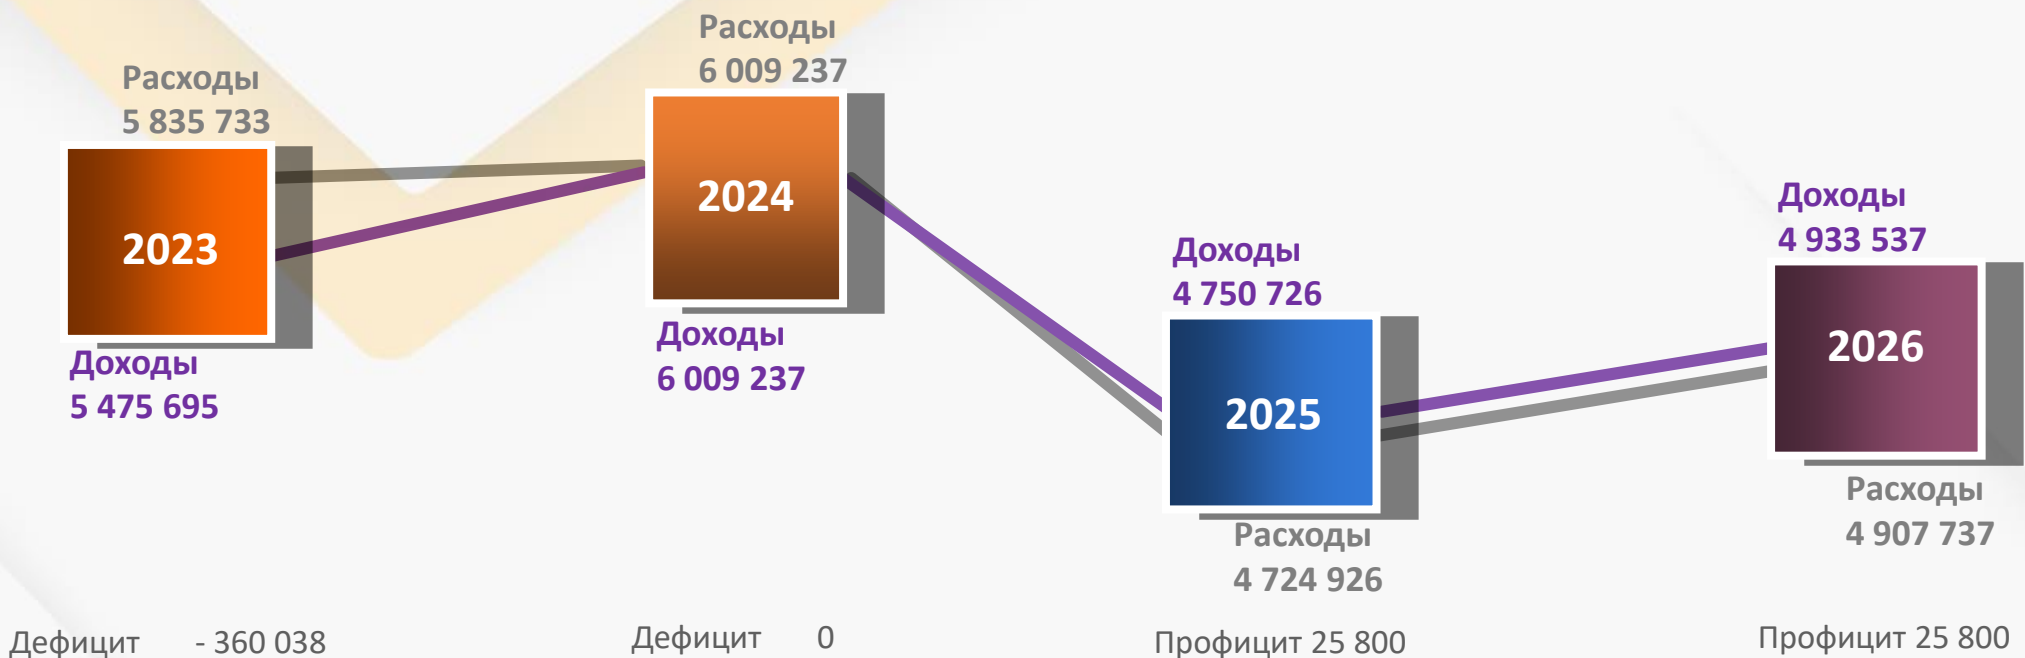 Расходы
5 835 733
2023
Доходы
5 475 695
Расходы
6 009 237
2024
Доходы
6 009 237
Доходы
4 750 726
2025
Расходы
4 724 926
Доходы
4 933 537
2026
Расходы
4 907 737
Дефицит - 360 038
Дефицит 0
Профицит 25 800
Профицит 25 800